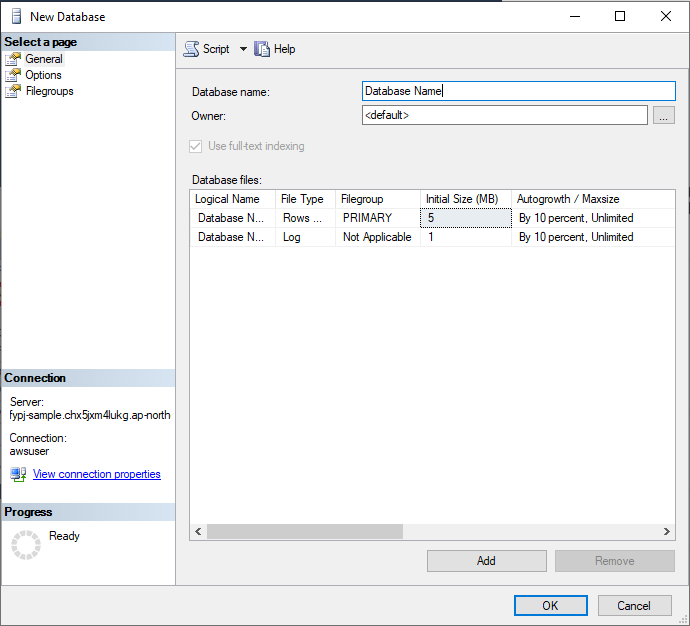 New Database
Select a page
General
Options
Filegroups
Script
Help
Database name:
Database Name
Owner:
<default>
...
Use full-text indexing
Database files:
Logical Name File Type Filegroup Initial Size (MB) Autogrowth / Maxsize
Database N... Rows ... PRIMARY 5 By 10 percent, Unlimited
Database N... Log Not Applicable 1 By 10 percent, Unlimited
Connection
Server:
fypj-sample.chx5jxm4lukg.ap-north
Connection:
awsuser
View connection properties
Progress
Ready
Add
Remove
OK
Cancel